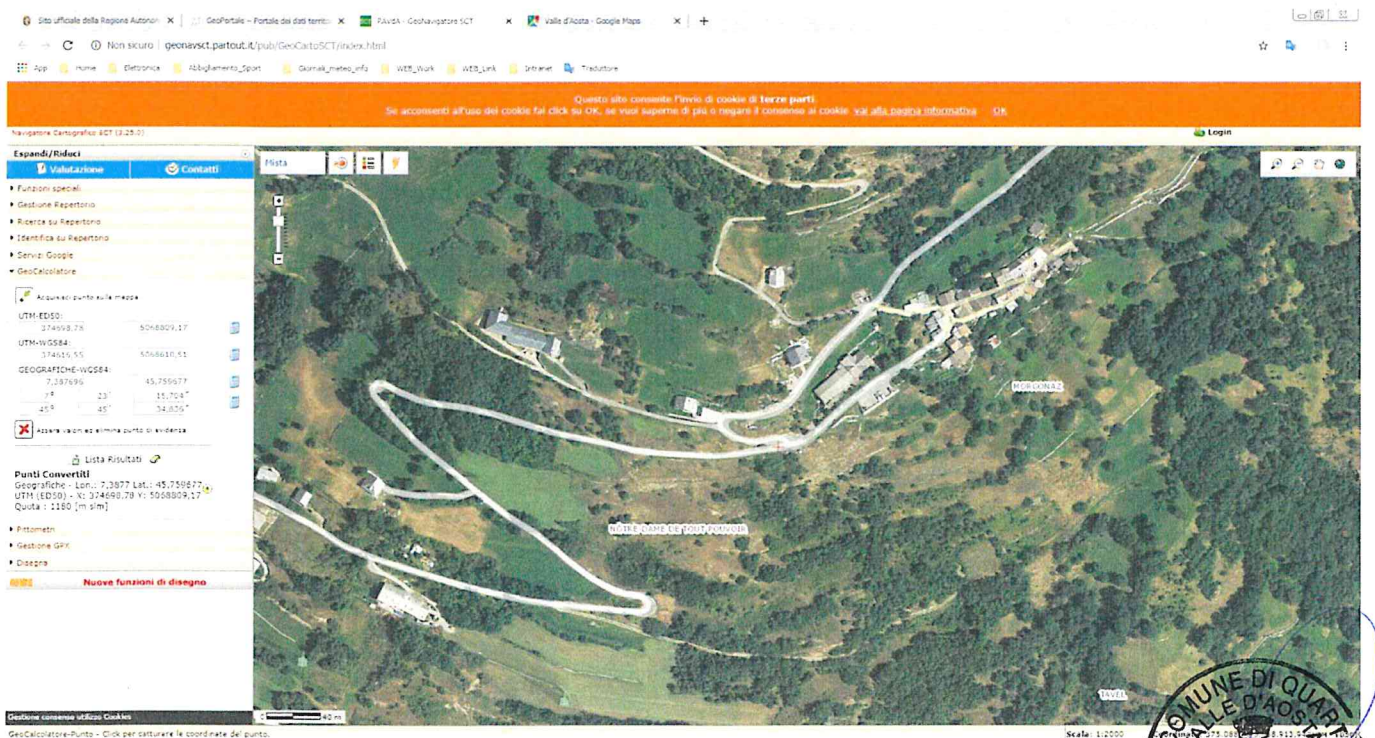 Sito ufficiale della Regione Autonom
GeoPortale – Portale dei dati territo
RAVdA - GeoNavigatore SCT
Valle d'Aosta - Google Maps
Non sicuro | geonavsct.partout.it/pub/GeoCartoSCT/index.html
App Home Elettronica Abbigliamento_Sport Giornali_meteo_info WEB_Work WEB_Link Intranet Traduttore
Questo sito consente l'invio di cookie di terze parti.
Se acconsenti all'uso dei cookie fai click su OK, se vuoi saperne di più o negare il consenso ai cookie vai alla pagina informativa OK
Navigatore Cartografico SCT (3.25.0)
Login
Espandi/Riduci
Valutazione Contatti
Mista
Funzioni speciali
Gestione Repertorio
Ricerca su Repertorio
Identifica su Repertorio
Servizi Google
GeoCalcolatore
Acquisisci punto sulla mappa
UTM-ED50:
374698,78 5068809,17
UTM-WGS84:
374616,55 5068610,51
GEOGRAFICHE-WGS84:
7,387696 45,759677
7° 23' 15,704"
45° 45' 34,836"
Azzera valori ed elimina punto di evidenza
Lista Risultati
Punti Convertiti
Geografiche - Lon.: 7,3877 Lat.: 45,759677
UTM (ED50) - X: 374698,78 Y: 5068809,17
Quota : 1180 [m slm]
Pittometri
Gestione GPX
Disegna
Nuove funzioni di disegno
MORGONAZ
NOTRE DAME DE TOUT POUVOIR
TAVEL
0 40 m
Gestione consenso utilizzo Cookies
GeoCalcolatore-Punto - Click per catturare le coordinate del punto.
Scala: 1:2000
COMUNE DI QUART
VALLE D'AOSTA